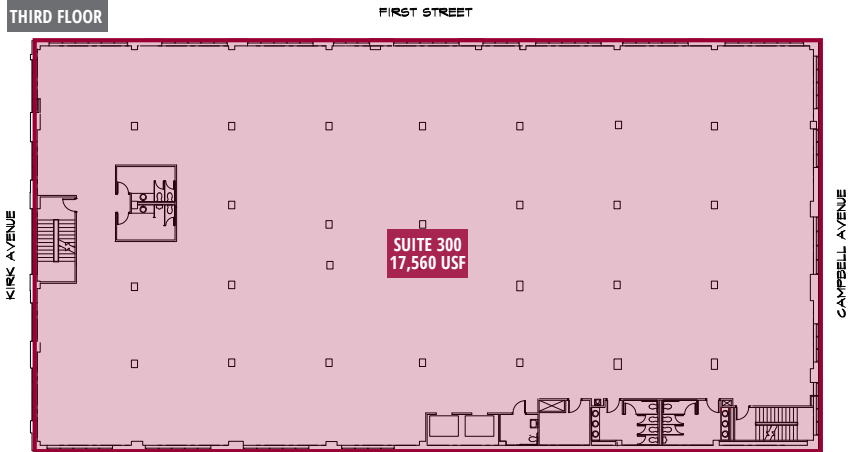 THIRD FLOOR
FIRST STREET
KIRK AVENUE
SUITE 300
17,560 USF
CAMPBELL AVENUE